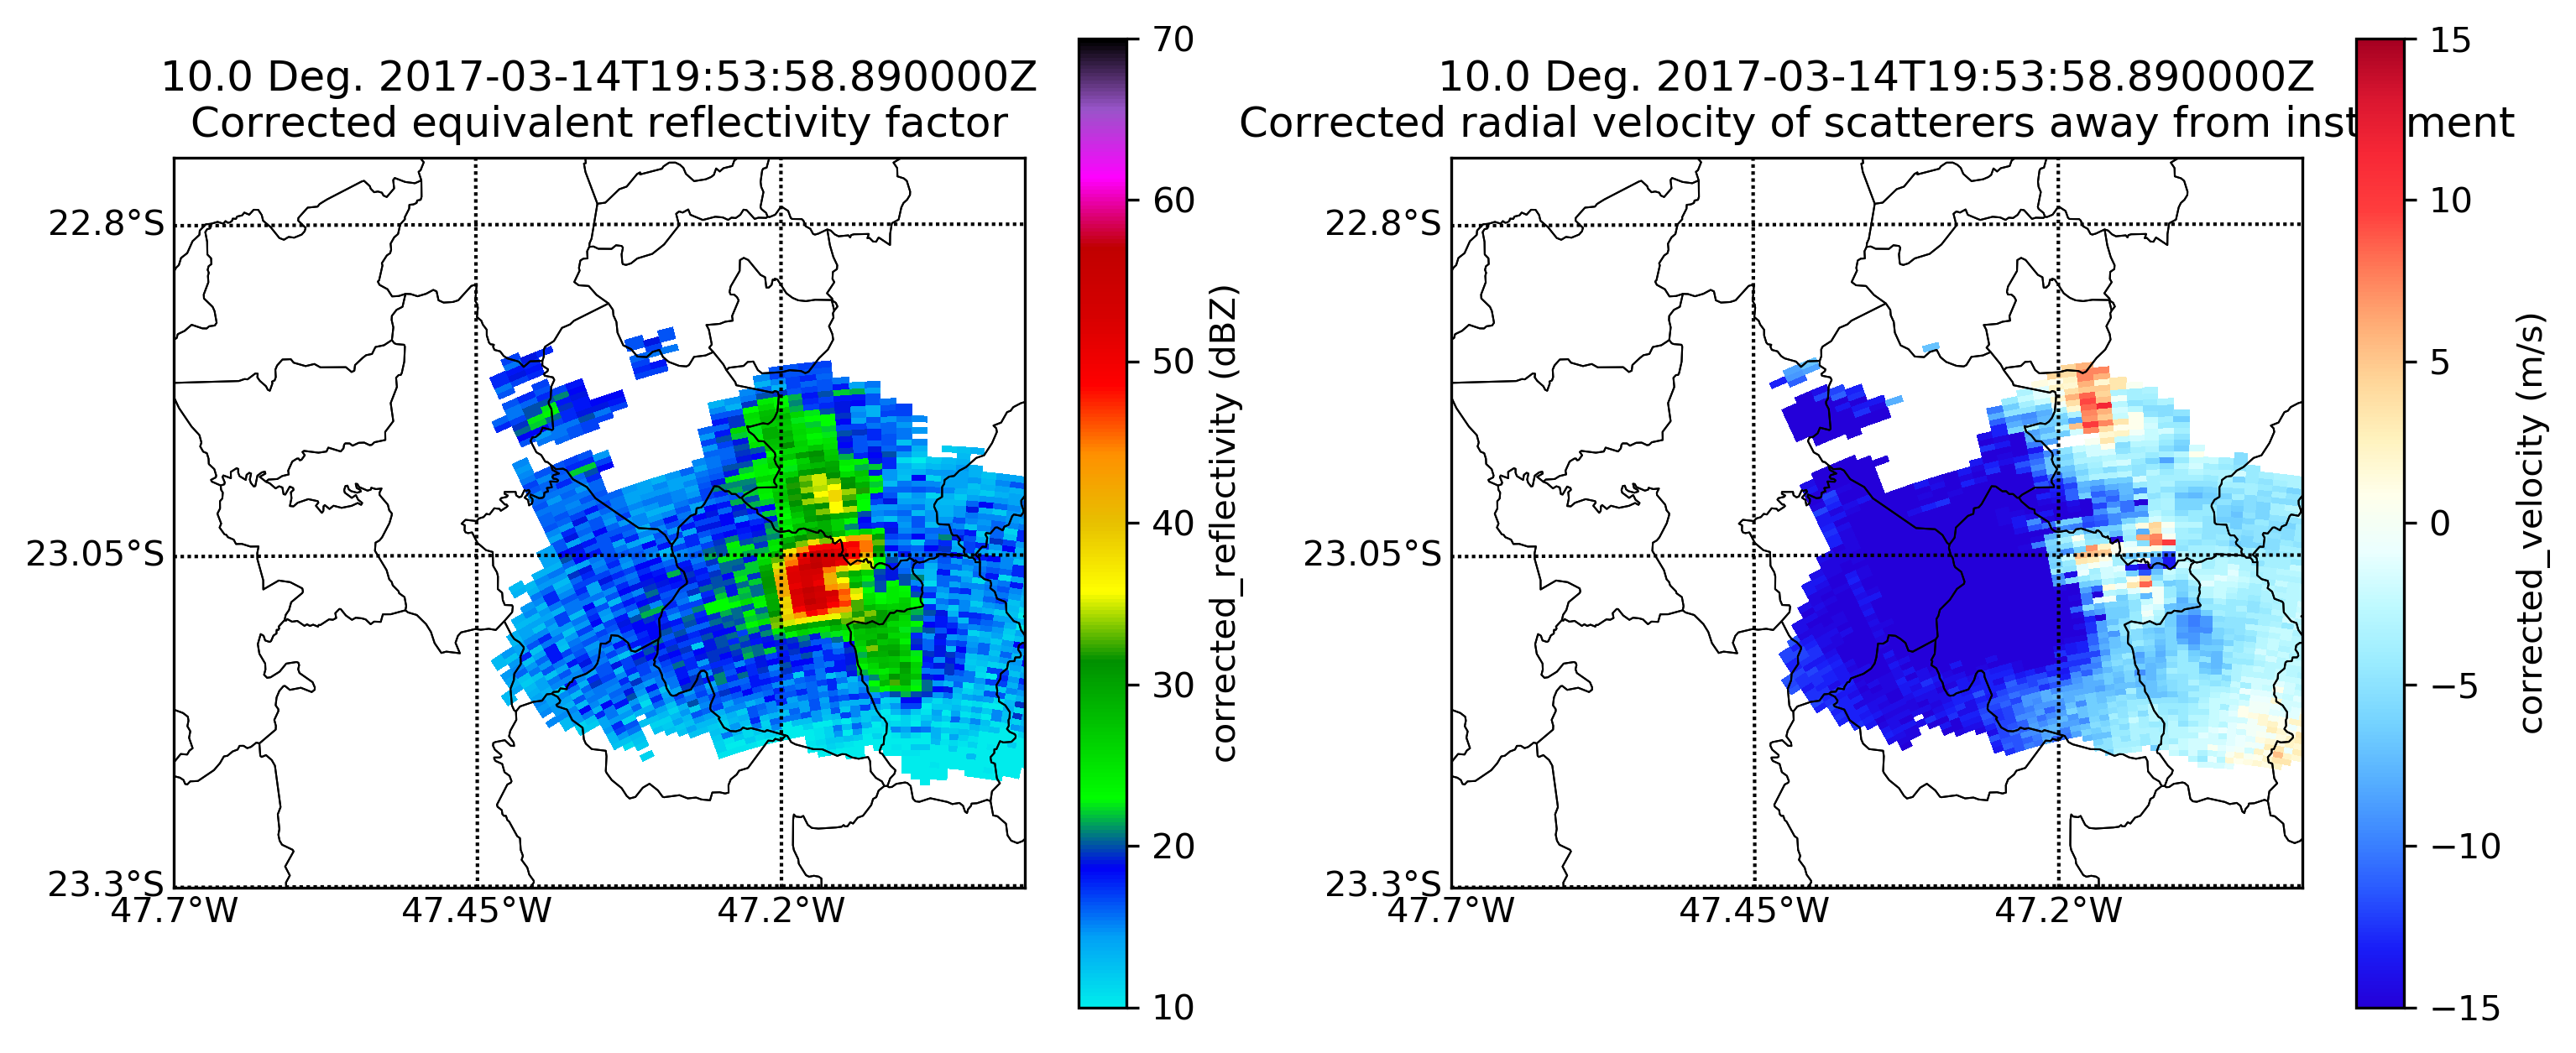 10.0 Deg. 2017-03-14T19:53:58.890000Z
Corrected equivalent reflectivity factor
22.8°S
23.05°S
23.3°S
47.7°W
47.45°W
47.2°W
70
60
50
40
30
20
10
corrected_reflectivity (dBZ)
10.0 Deg. 2017-03-14T19:53:58.890000Z
Corrected radial velocity of scatterers away from inst ment
22.8°S
23.05°S
23.3°S
47.7°W
47.45°W
47.2°W
15
10
5
0
−5
−10
−15
corrected_velocity (m/s)